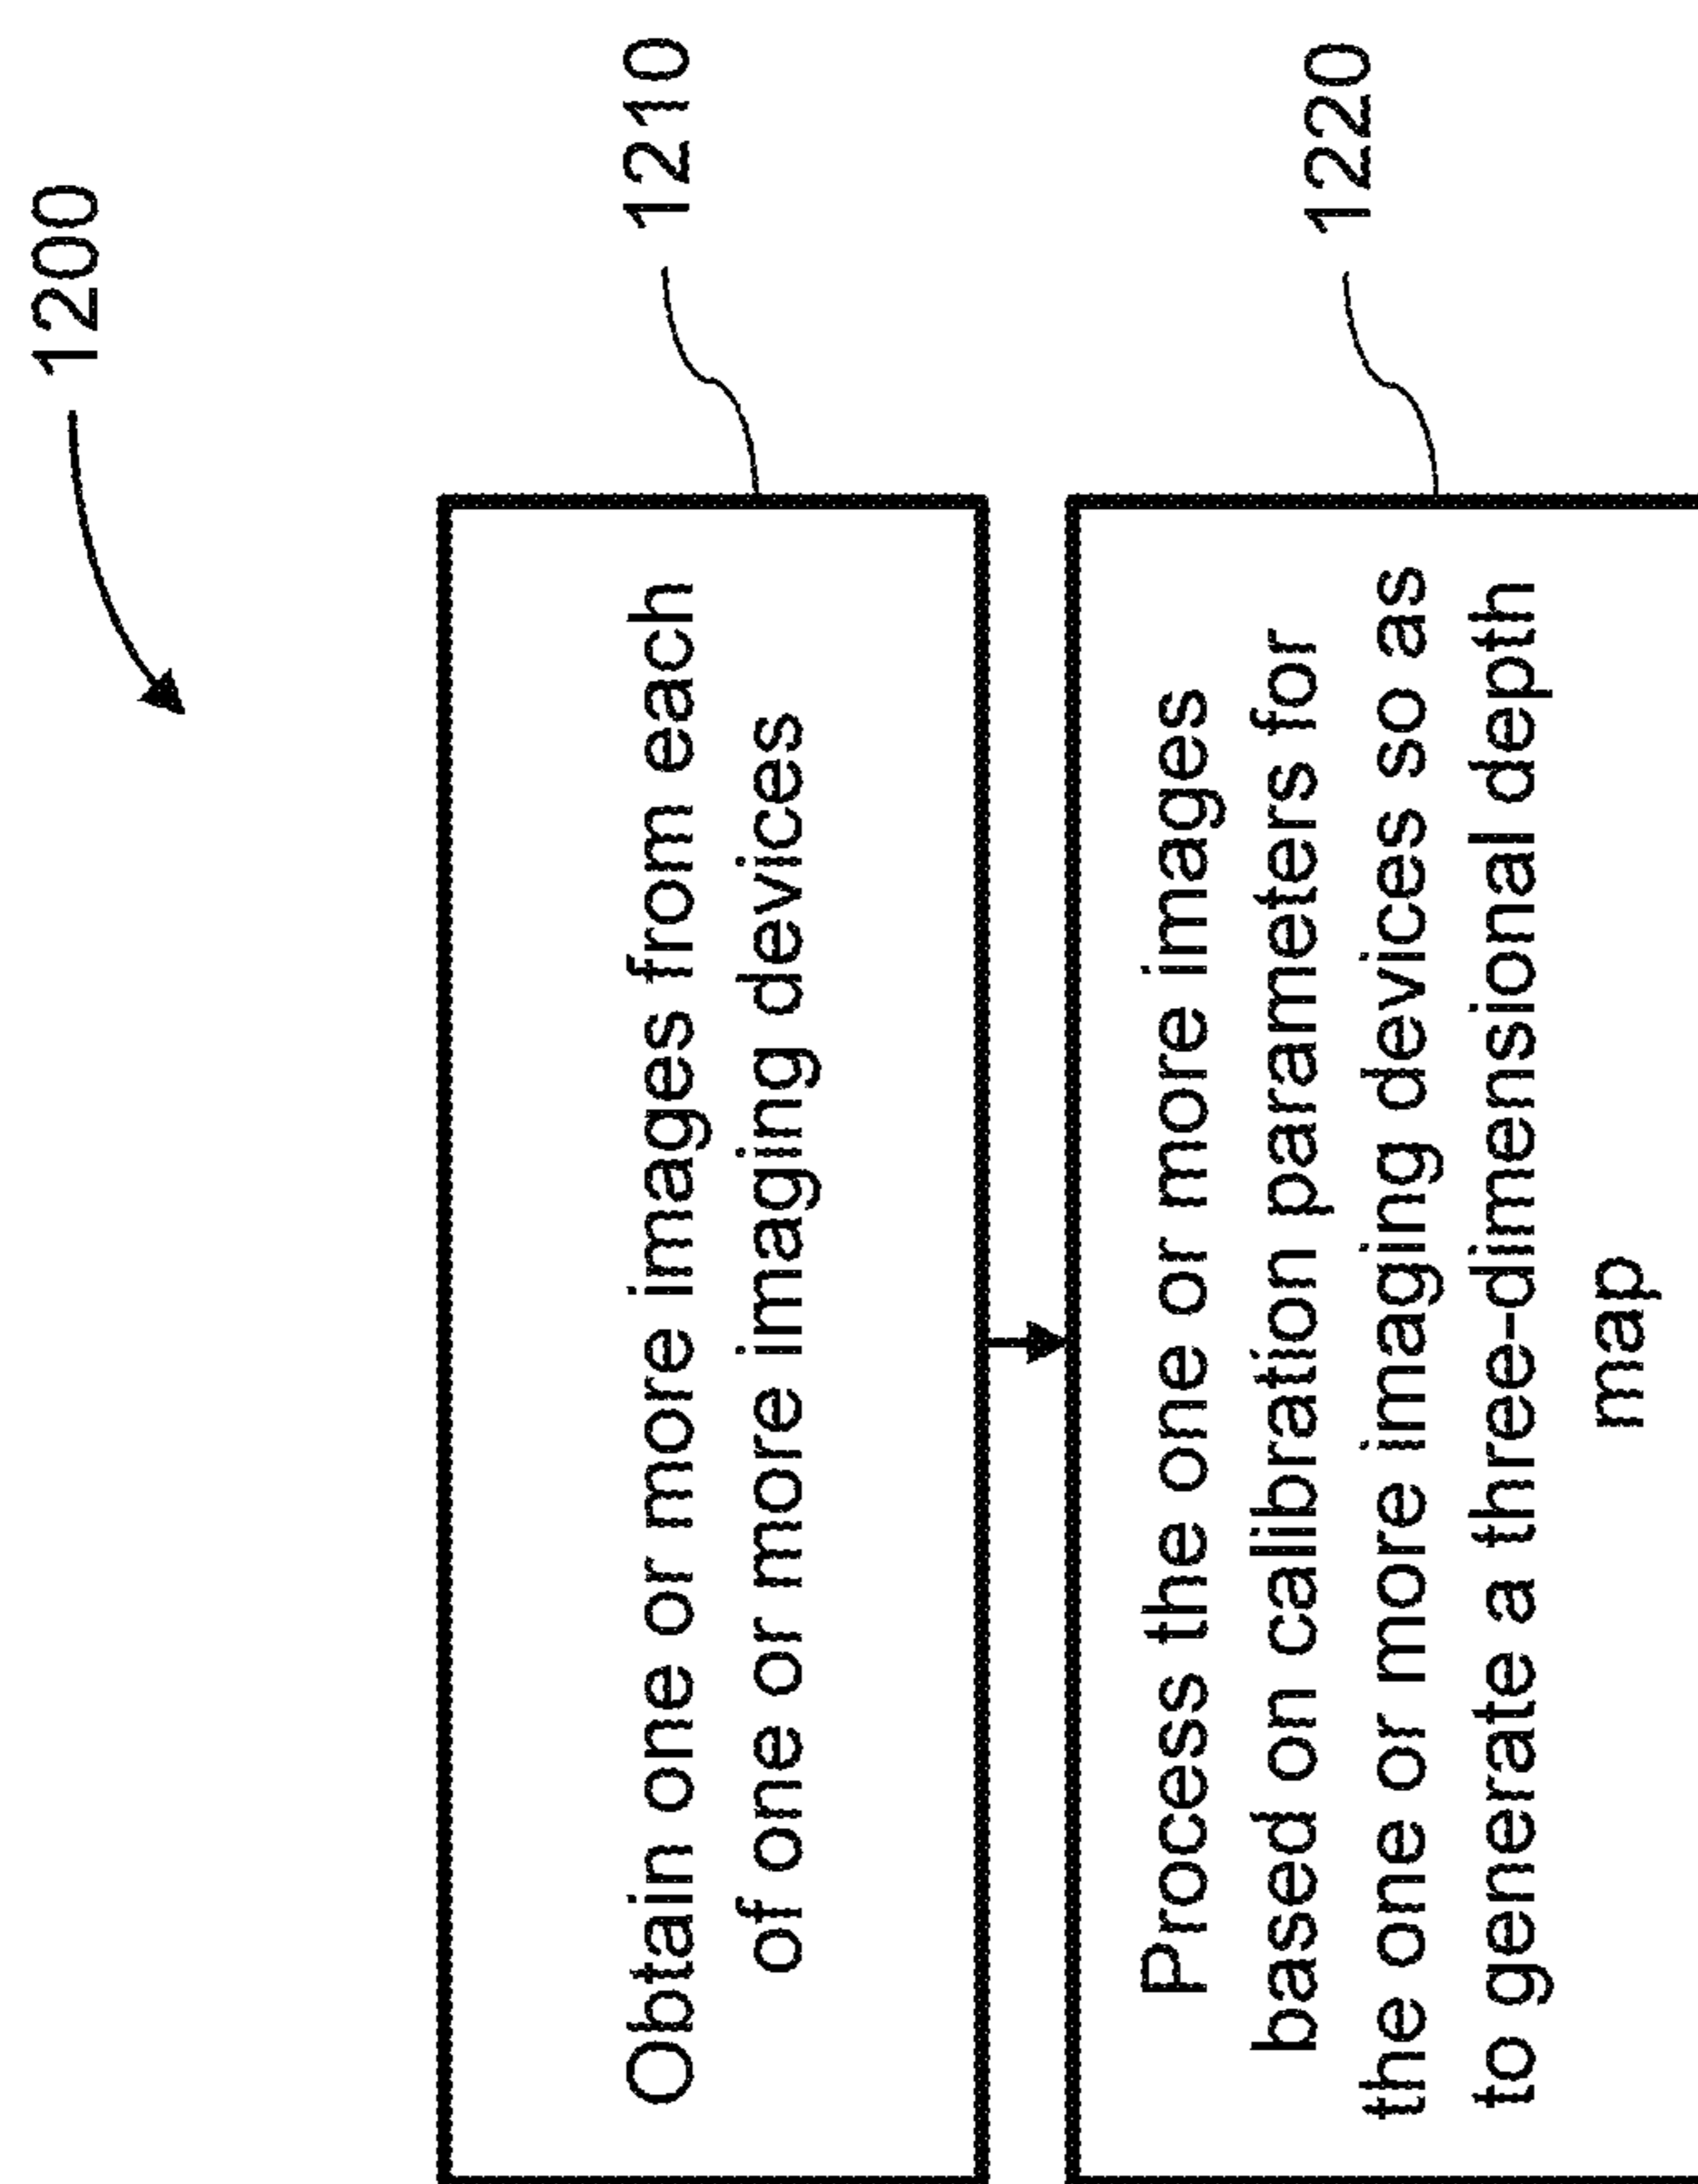 1200
Obtain one or more images from each
of one or more imaging devices
1210
Process the one or more images
based on calibration parameters for
the one or more imaging devices so as
to generate a three-dimensional depth
map
1220